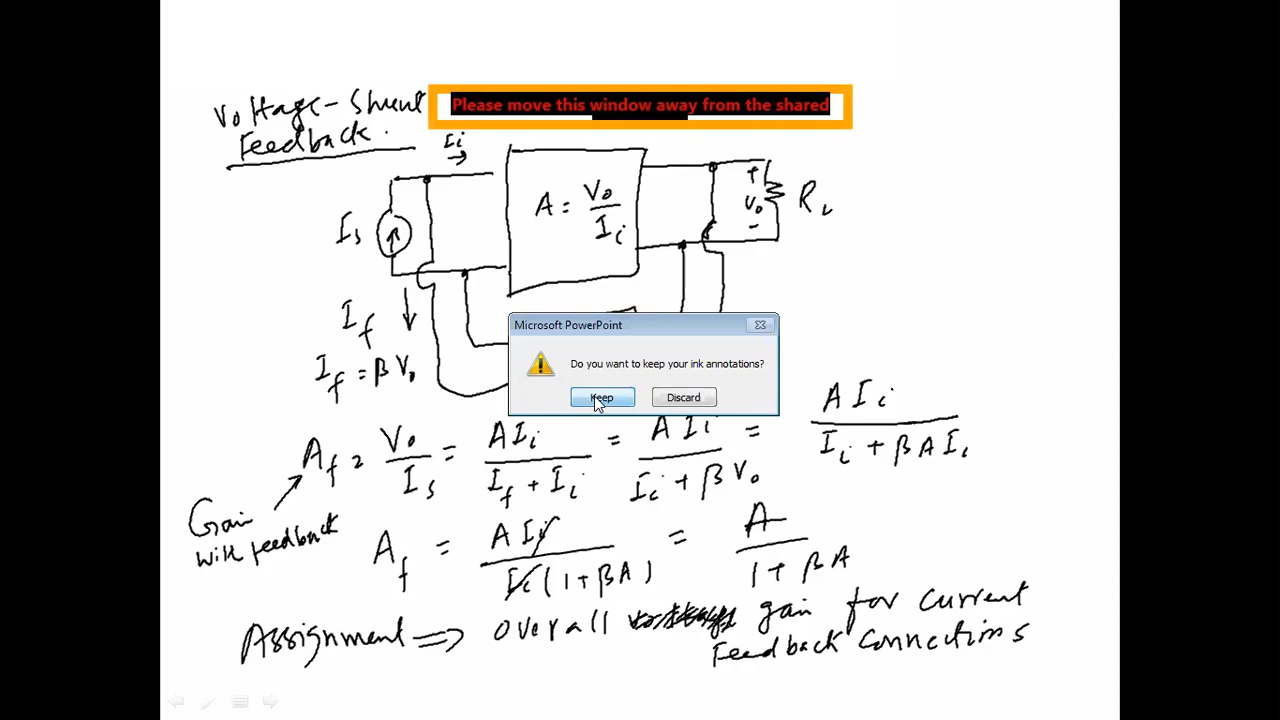 Voltage-Shunt
Feedback.
Please move this window away from the shared
Ii
A = Vo/Ii
+
Vo
-
RL
Is
If
If = βVo
Microsoft PowerPoint
Do you want to keep your ink annotations?
Keep
Discard
Af = Vo/Is = AIi/(If + Ii) = AIi/(Ii + βVo) = AIi/(Ii + βAIi)
Gain
with feedback
Af = AIi/(Ii(1+βA)) = A/(1+βA)
Assignment ⇒ overall gain for current
Feedback connections